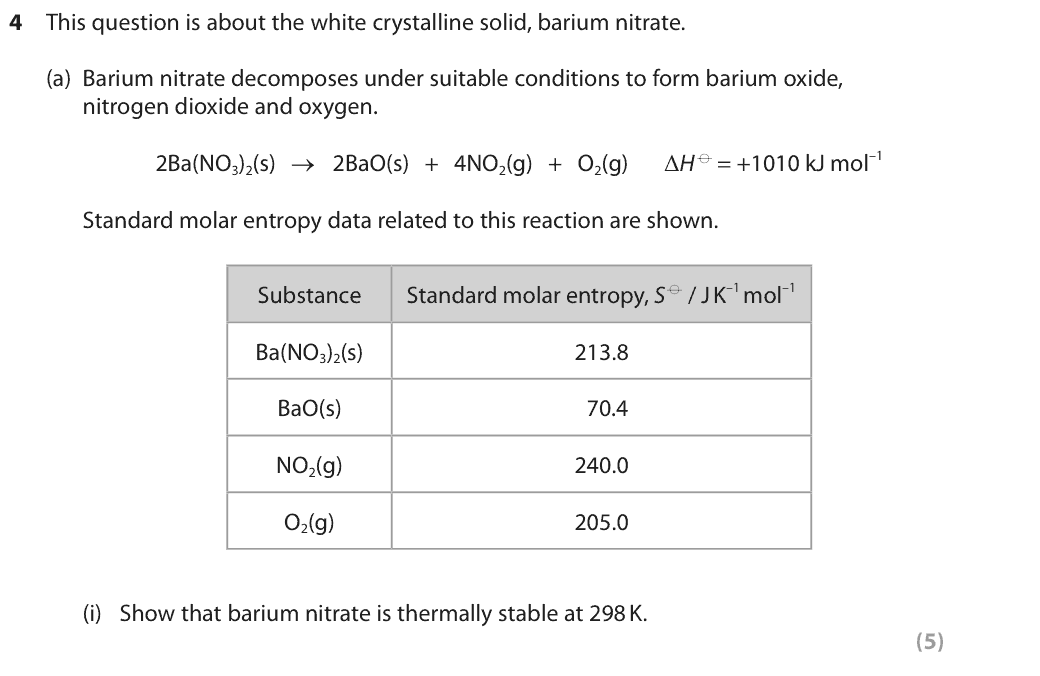 4 This question is about the white crystalline solid, barium nitrate.
(a) Barium nitrate decomposes under suitable conditions to form barium oxide,
nitrogen dioxide and oxygen.
2Ba(NO₃)₂(s) → 2BaO(s) + 4NO₂(g) + O₂(g) ΔH⦵ = +1010 kJ mol⁻¹
Standard molar entropy data related to this reaction are shown.
Substance Standard molar entropy, S⦵ / J K⁻¹ mol⁻¹
Ba(NO₃)₂(s) 213.8
BaO(s) 70.4
NO₂(g) 240.0
O₂(g) 205.0
(i) Show that barium nitrate is thermally stable at 298 K.
(5)